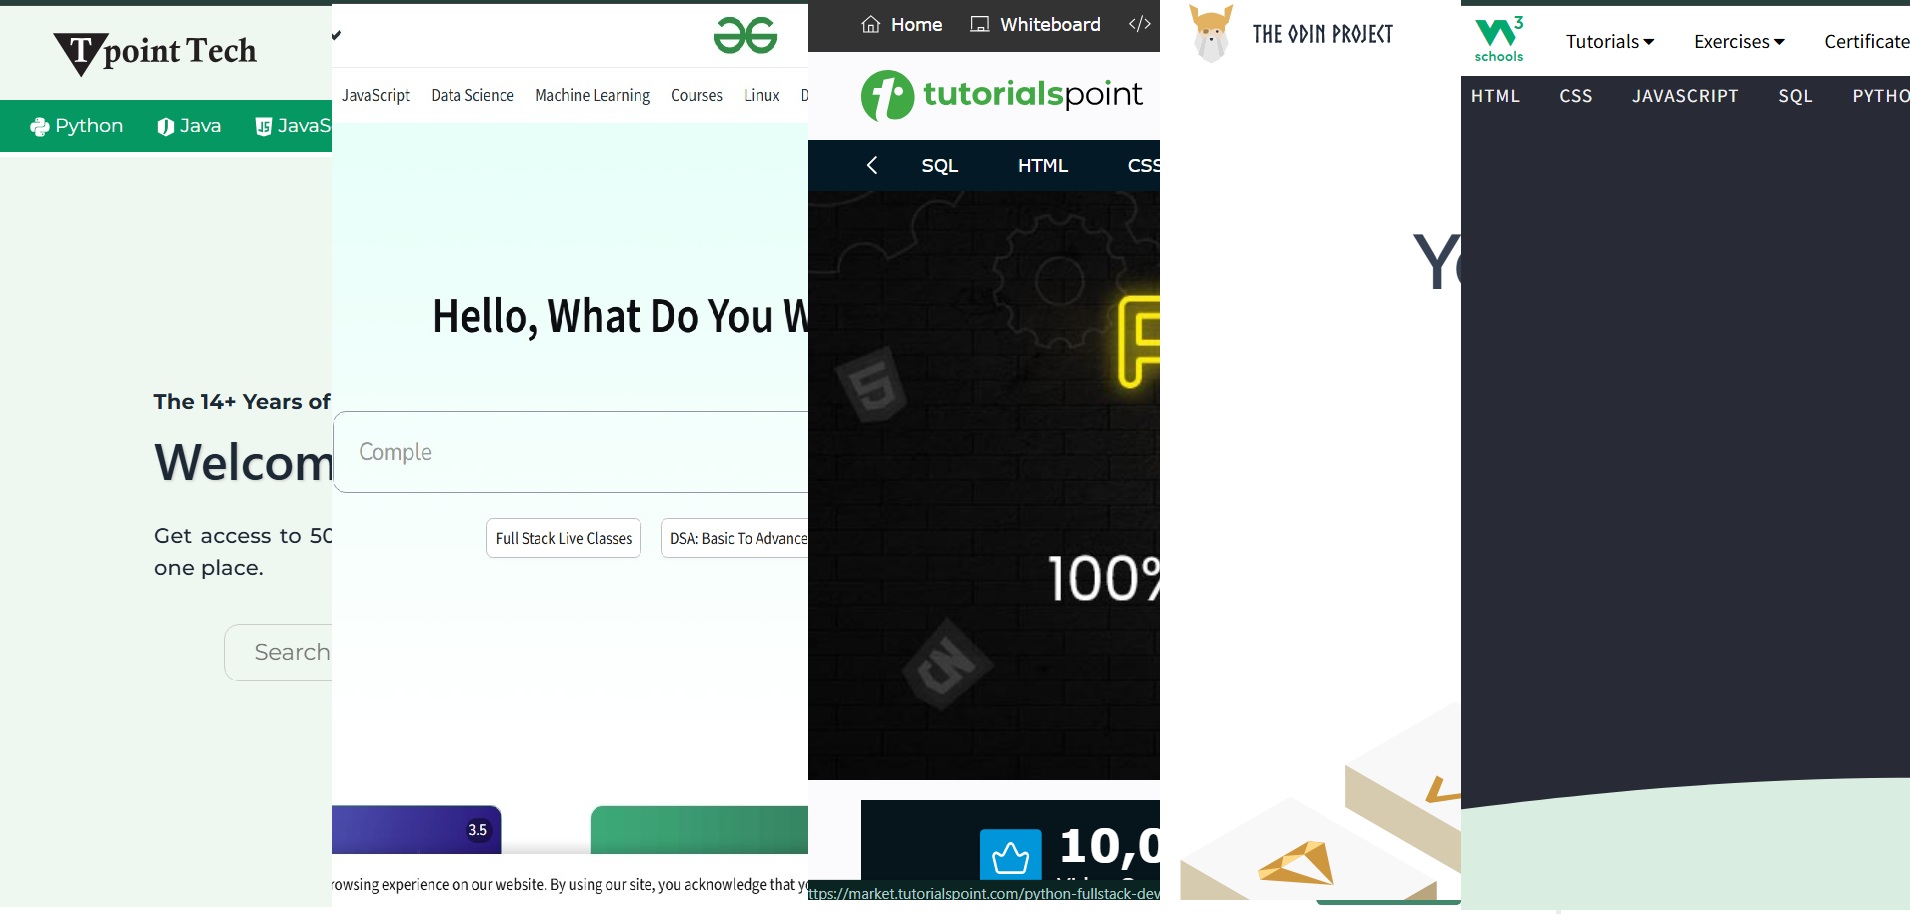 Tpoint Tech
Python Java JavaS
The 14+ Years of
Welcom
Get access to 50
one place.
Search
JavaScript Data Science Machine Learning Courses Linux D
Hello, What Do You W
Comple
Full Stack Live Classes DSA: Basic To Advance
3.5
rowsing experience on our website. By using our site, you acknowledge that yo
Home Whiteboard </>
tutorialspoint
SQL HTML CSS
100%
10,0
ttps://market.tutorialspoint.com/python-fullstack-dev
THE ODIN PROJECT
Yo
W3
schools
Tutorials Exercises Certificate
HTML CSS JAVASCRIPT SQL PYTHO